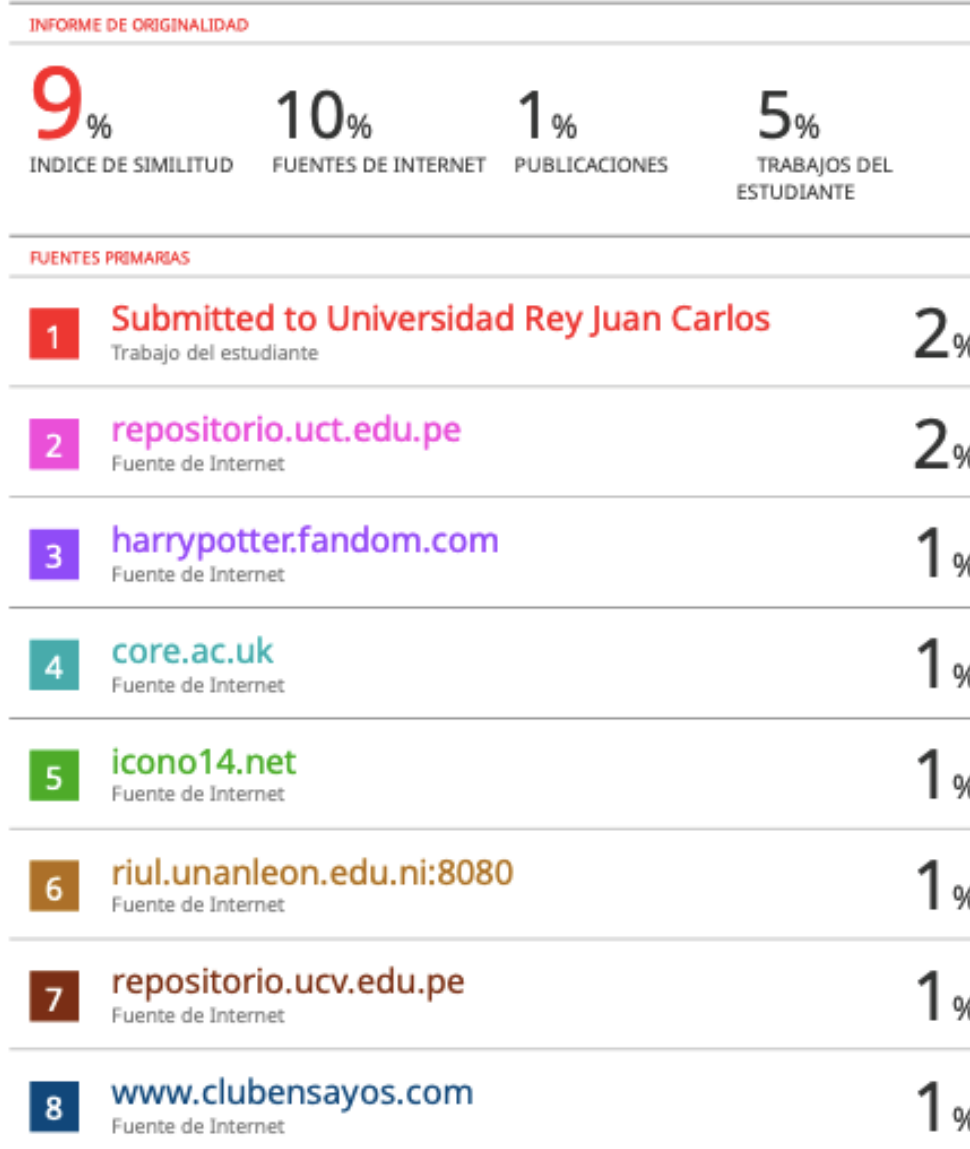 INFORME DE ORIGINALIDAD
9% 10% 1% 5%
INDICE DE SIMILITUD FUENTES DE INTERNET PUBLICACIONES TRABAJOS DEL
ESTUDIANTE
FUENTES PRIMARIAS
1 Submitted to Universidad Rey Juan Carlos 2%
Trabajo del estudiante
2 repositorio.uct.edu.pe 2%
Fuente de Internet
3 harrypotter.fandom.com 1%
Fuente de Internet
4 core.ac.uk 1%
Fuente de Internet
5 icono14.net 1%
Fuente de Internet
6 riul.unanleon.edu.ni:8080 1%
Fuente de Internet
7 repositorio.ucv.edu.pe 1%
Fuente de Internet
8 www.clubensayos.com 1%
Fuente de Internet